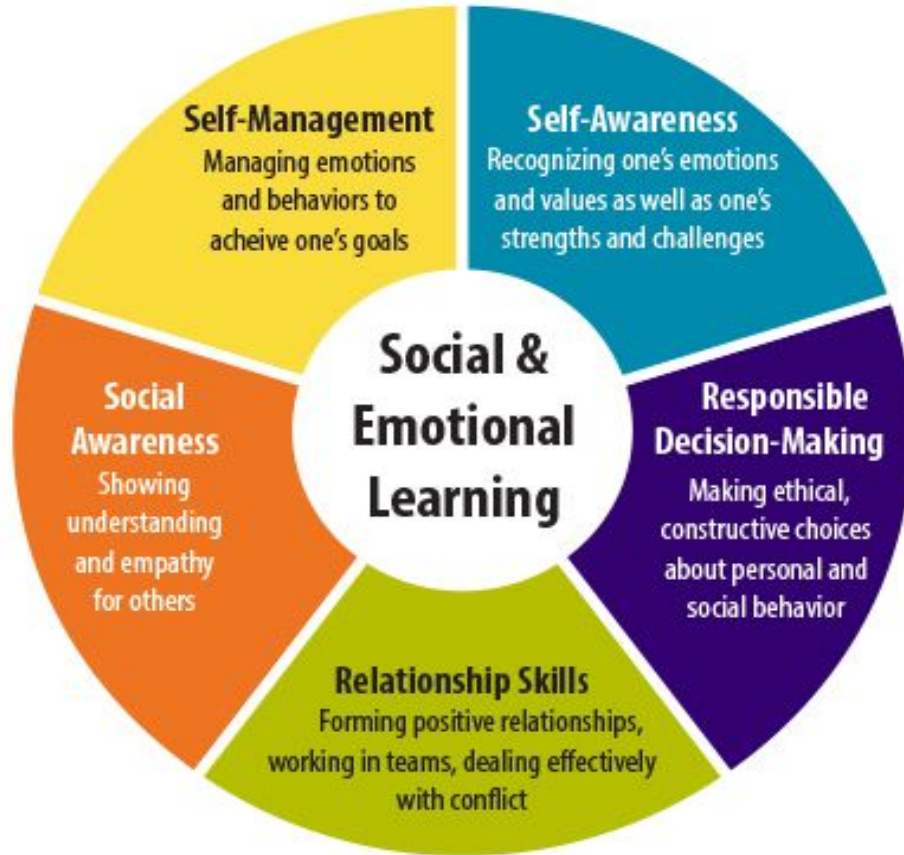 Self-Management
Managing emotions
and behaviors to
acheive one's goals
Self-Awareness
Recognizing one's emotions
and values as well as one's
strengths and challenges
Social &
Emotional
Learning
Social
Awareness
Showing
understanding
and empathy
for others
Responsible
Decision-Making
Making ethical,
constructive choices
about personal and
social behavior
Relationship Skills
Forming positive relationships,
working in teams, dealing effectively
with conflict